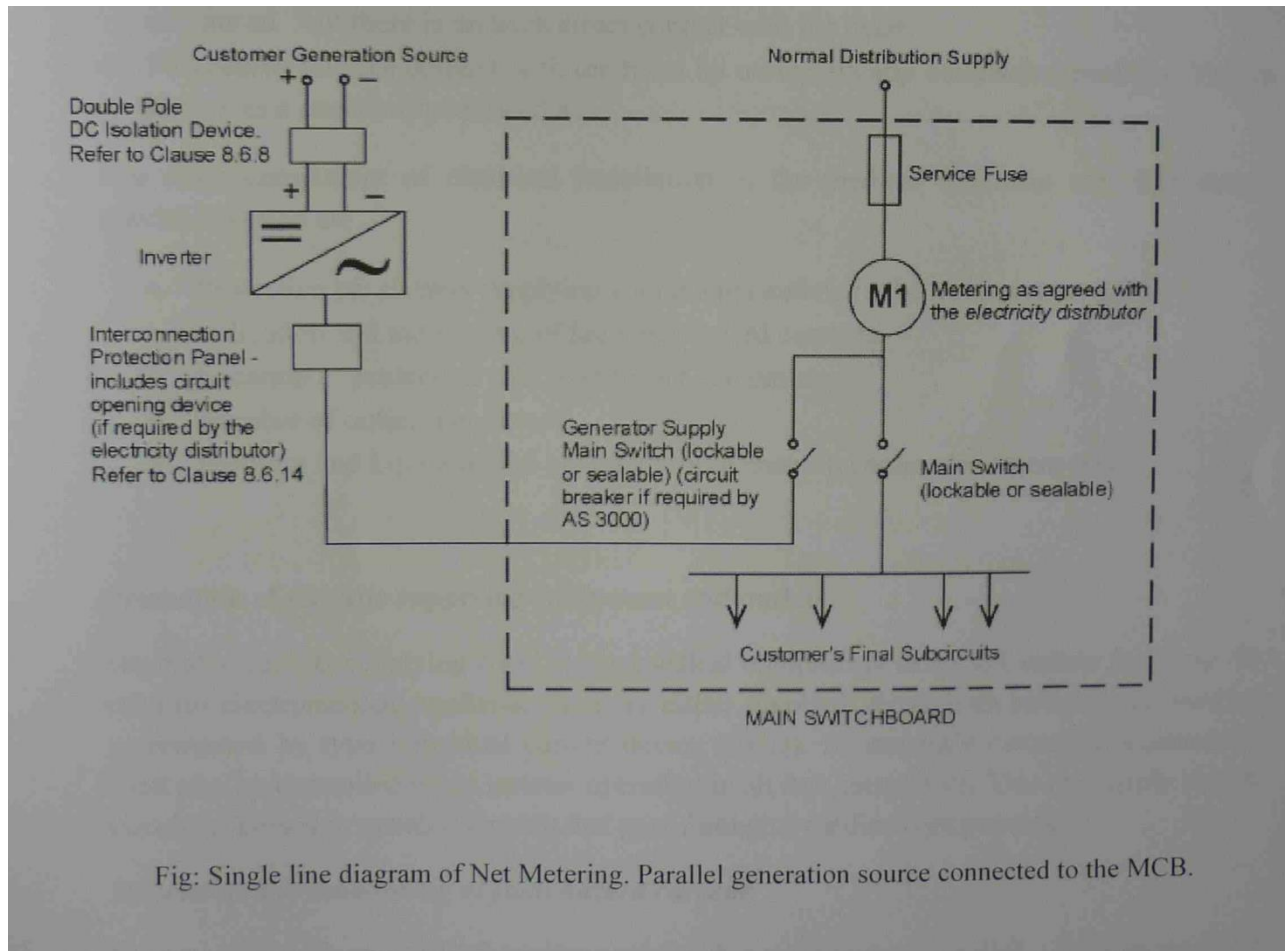 Customer Generation Source
+ −
Double Pole
DC Isolation Device.
Refer to Clause 8.6.8
+ −
Inverter
Interconnection
Protection Panel -
includes circuit
opening device
(if required by the
electricity distributor)
Refer to Clause 8.6.14
Normal Distribution Supply
Service Fuse
M1
Metering as agreed with
the electricity distributor
Generator Supply
Main Switch (lockable
or sealable) (circuit
breaker if required by
AS 3000)
Main Switch
(lockable or sealable)
Customer's Final Subcircuits
MAIN SWITCHBOARD
Fig: Single line diagram of Net Metering. Parallel generation source connected to the MCB.